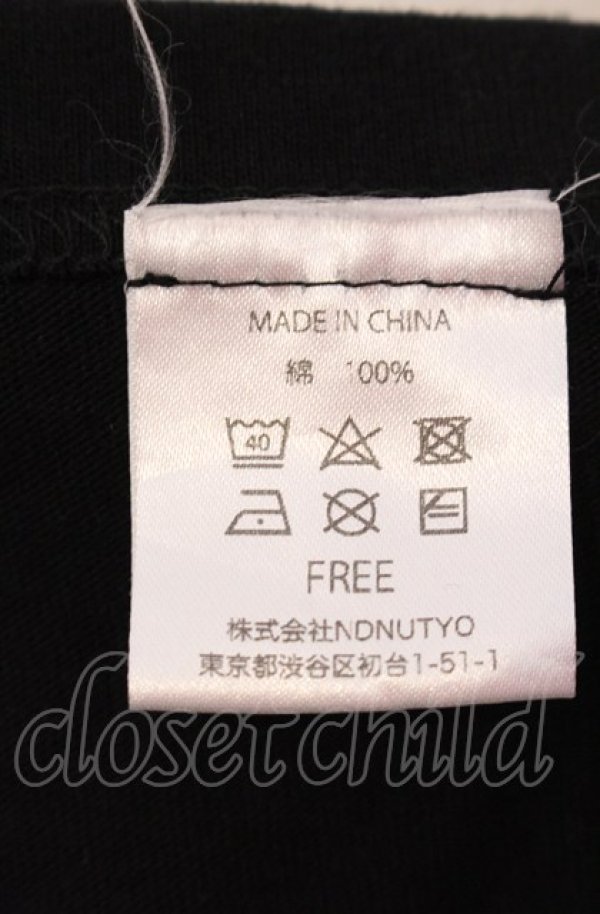 MADE IN CHINA
綿 100%
40
FREE
株式会社NDNUTYO
東京都渋谷区初台1-51-1
closet child